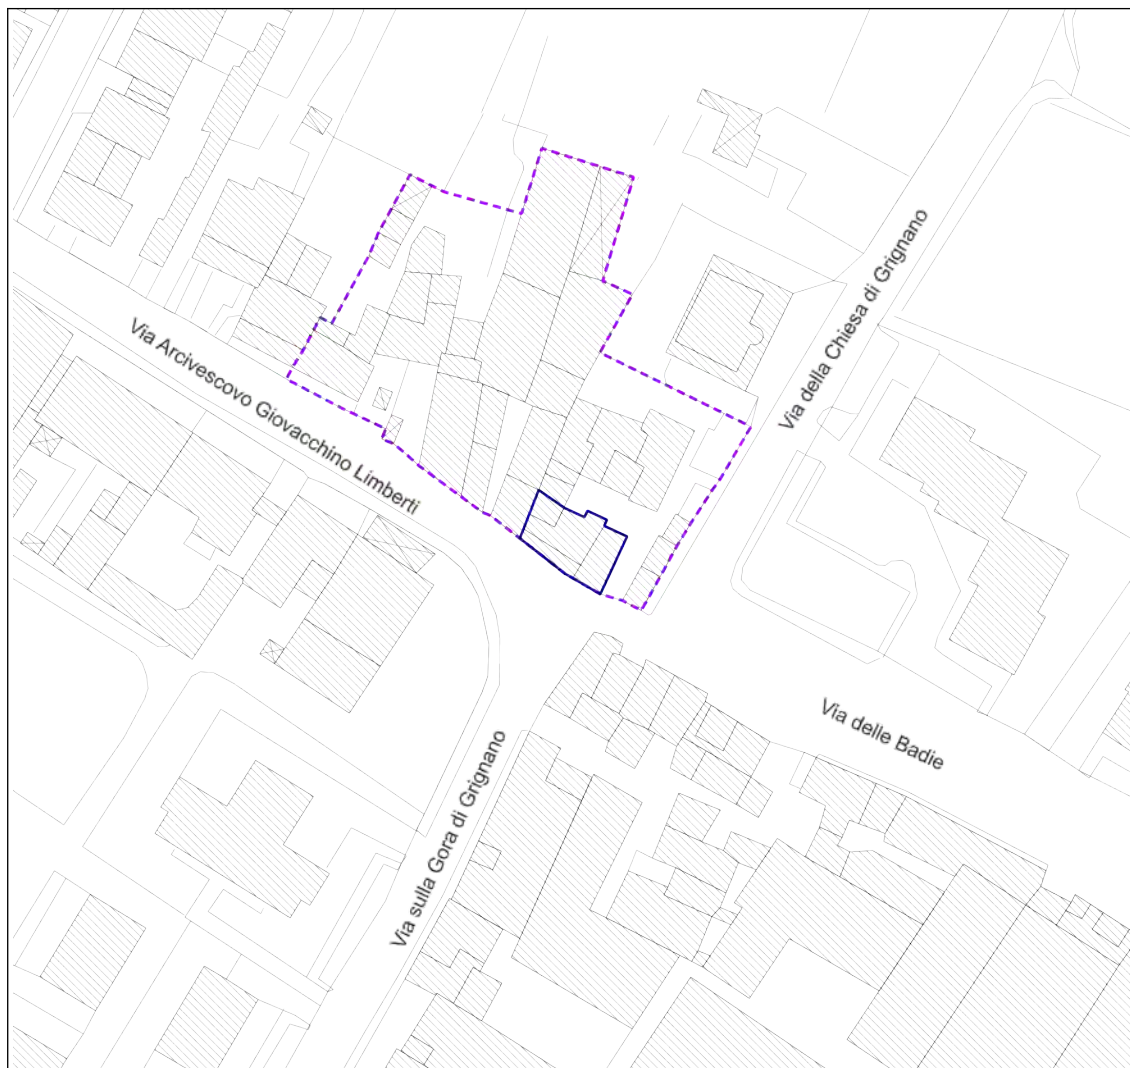 Via Arcivescovo Giovacchino Limberti
Via della Chiesa di Grignano
Via delle Badie
Via sulla Gora di Grignano